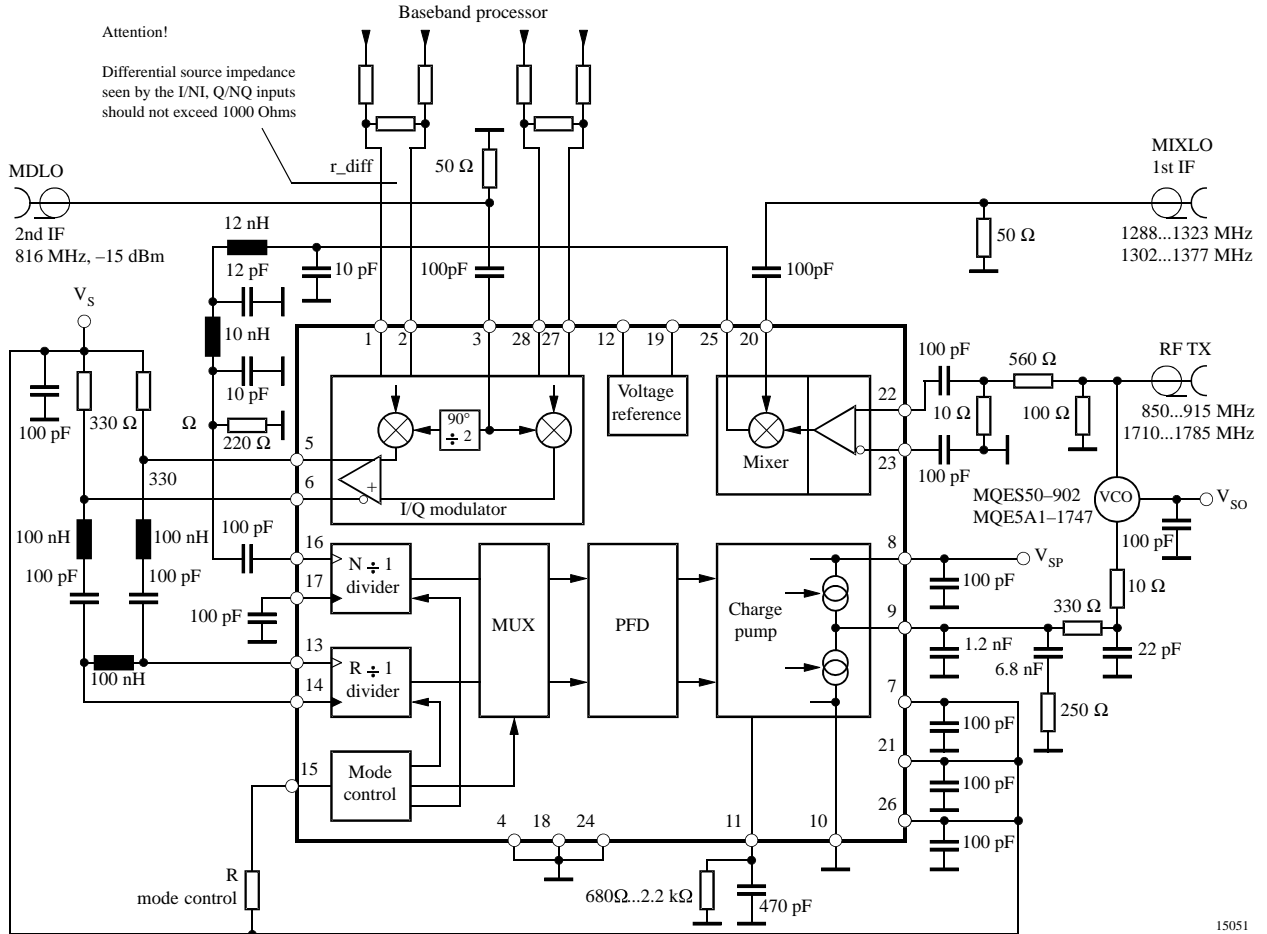 Baseband processor
Attention!
Differential source impedance
seen by the I/NI, Q/NQ inputs
should not exceed 1000 Ohms
MDLO
2nd IF
816 MHz, –15 dBm
r_diff
50 Ω
MIXLO
1st IF
1288...1323 MHz
1302...1377 MHz
50 Ω
12 nH
12 pF
10 pF
100pF
100pF
VS
10 nH
10 pF
Ω
220 Ω
330 Ω
100 pF
330
1
2
3
28
27
12
19
25
20
Voltage
reference
90°
÷ 2
+
I/Q modulator
Mixer
22
23
100 pF
560 Ω
10 Ω
100 Ω
100 pF
RF TX
850...915 MHz
1710...1785 MHz
MQES50–902
MQE5A1–1747
VCO
VSO
100 pF
5
6
100 nH
100 nH
100 pF
100 pF
100 pF
16
17
100 pF
N ÷ 1
divider
MUX
PFD
Charge
pump
8
VSP
100 pF
10 Ω
330 Ω
9
1.2 nF
6.8 nF
22 pF
250 Ω
13
14
100 nH
R ÷ 1
divider
7
100 pF
21
100 pF
26
100 pF
15
Mode
control
4
18
24
11
10
R
mode control
680Ω...2.2 kΩ
470 pF
15051